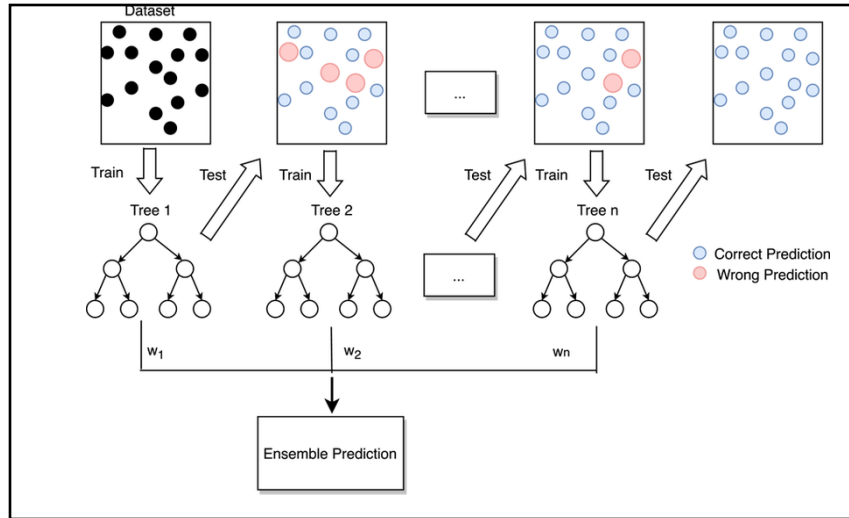 Dataset
...
Train
Test
Train
Test
Train
Test
Tree 1
Tree 2
Tree n
...
Correct Prediction
Wrong Prediction
w1
w2
wn
Ensemble Prediction